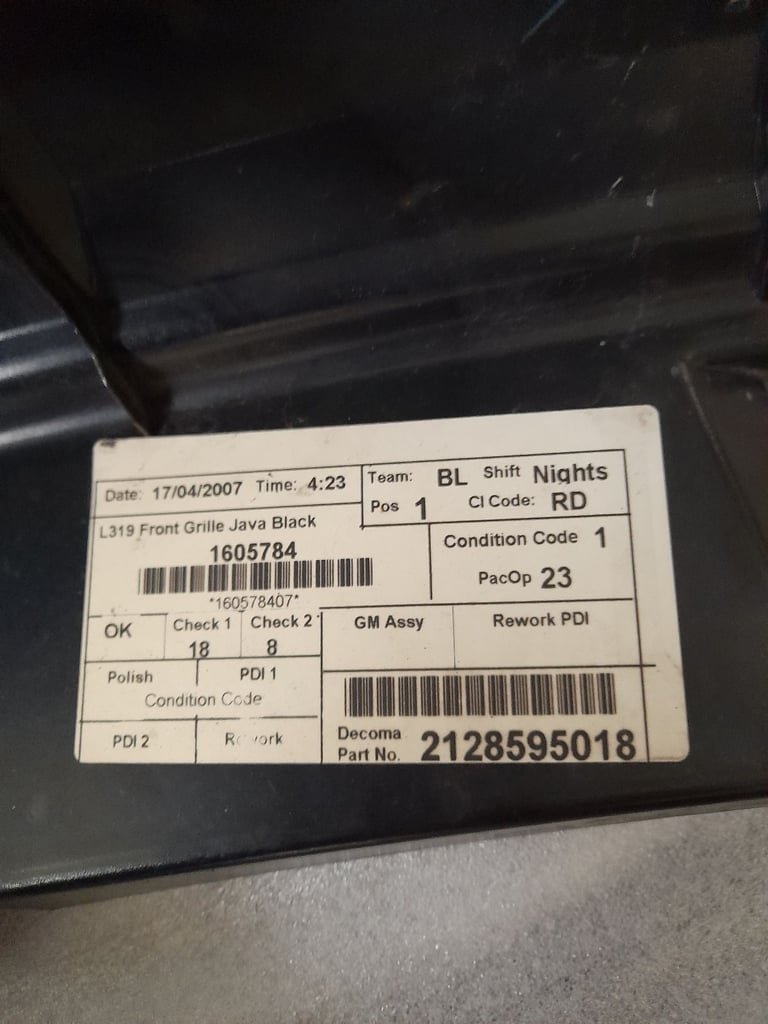 Date: 17/04/2007 Time: 4:23
Team: BL Shift Nights
Pos 1 CI Code: RD
L319 Front Grille Java Black
1605784
*160578407*
Condition Code 1
PacOp 23
OK Check 1 Check 2
18 8
GM Assy Rework PDI
Polish PDI 1
Condition Code
PDI 2 Rework
Decoma
Part No. 2128595018